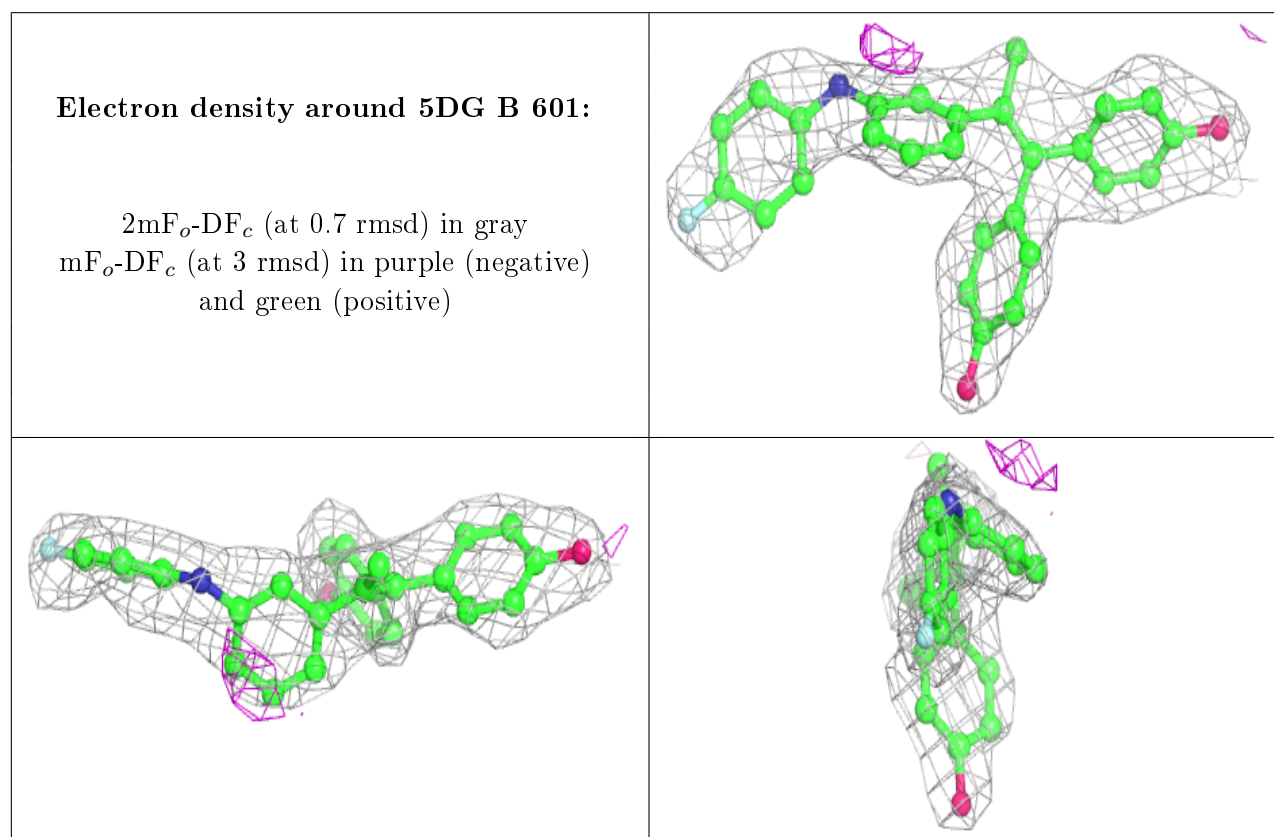 Electron density around 5DG B 601:
2mFₒ-DF𝒸 (at 0.7 rmsd) in gray
mFₒ-DF𝒸 (at 3 rmsd) in purple (negative)
and green (positive)